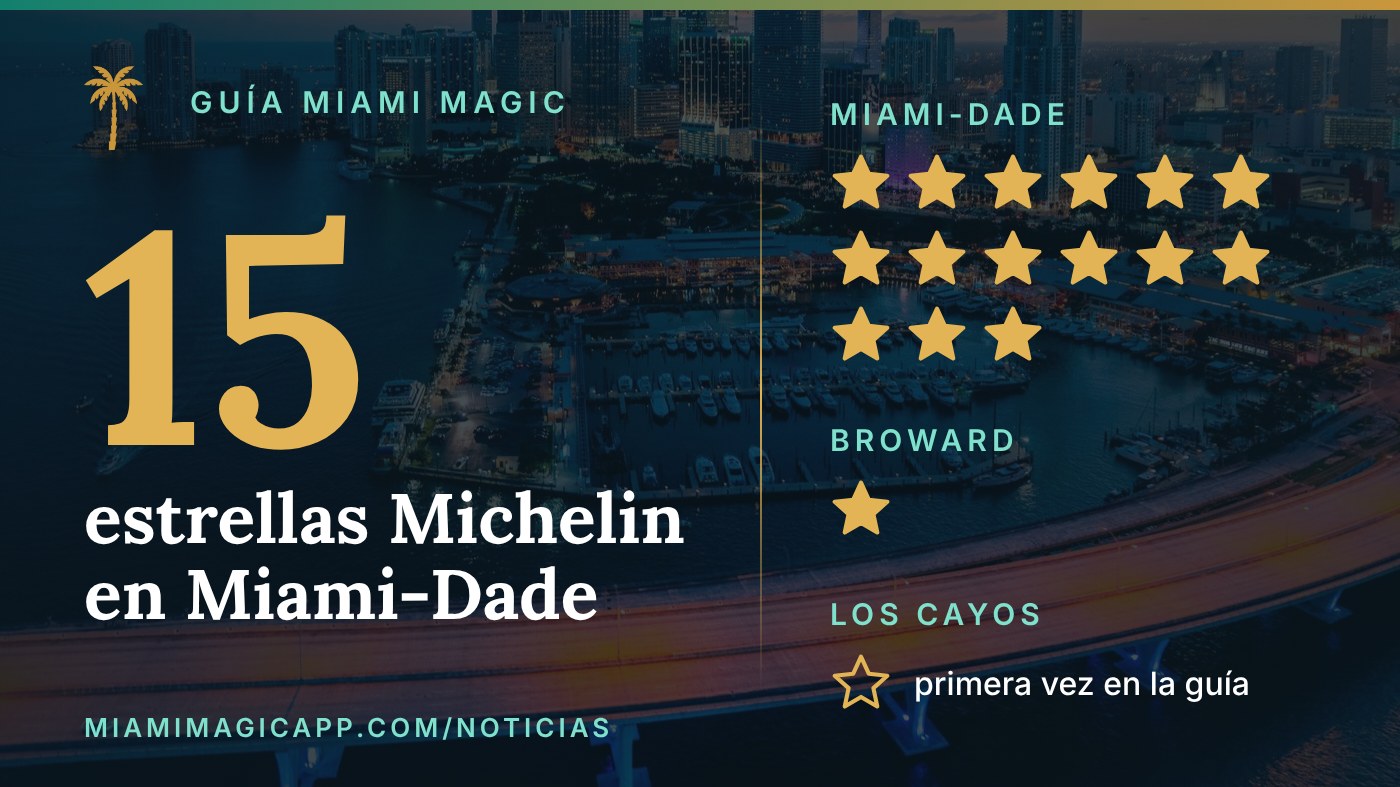 GUÍA MIAMI MAGIC
15
estrellas Michelin
en Miami-Dade
MIAMIMAGICAPP.COM/NOTICIAS
MIAMI-DADE
BROWARD
LOS CAYOS
primera vez en la guía